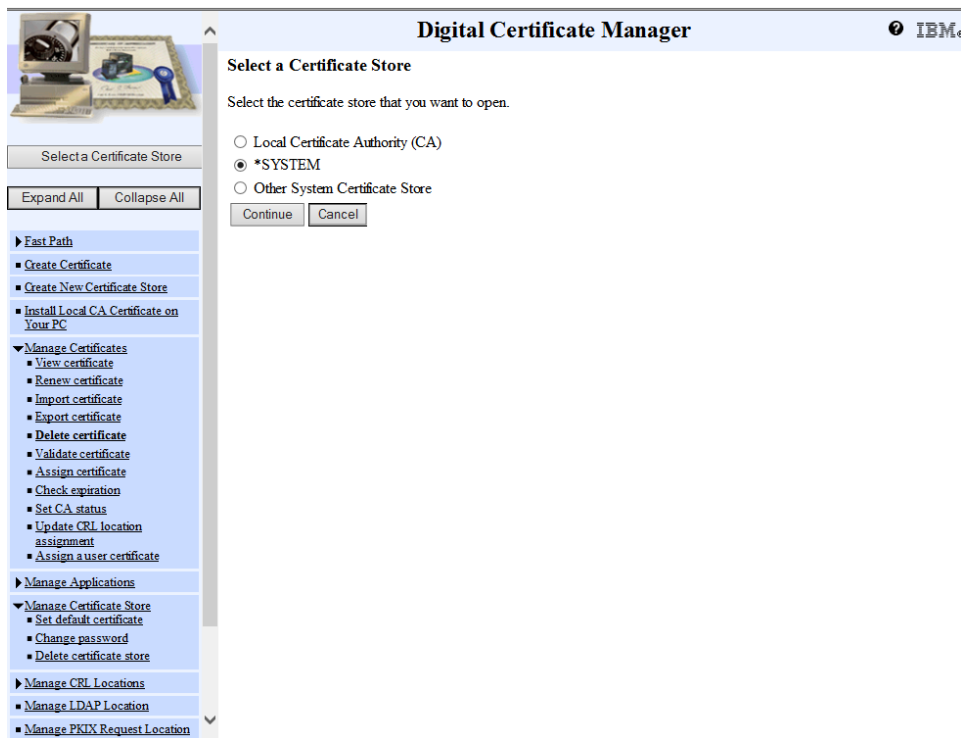 Digital Certificate Manager
IBM
Select a Certificate Store
Select the certificate store that you want to open.
Local Certificate Authority (CA)
*SYSTEM
Other System Certificate Store
Continue
Cancel
Select a Certificate Store
Expand All
Collapse All
Fast Path
Create Certificate
Create New Certificate Store
Install Local CA Certificate on
Your PC
Manage Certificates
View certificate
Renew certificate
Import certificate
Export certificate
Delete certificate
Validate certificate
Assign certificate
Check expiration
Set CA status
Update CRL location
assignment
Assign a user certificate
Manage Applications
Manage Certificate Store
Set default certificate
Change password
Delete certificate store
Manage CRL Locations
Manage LDAP Location
Manage PKIX Request Location